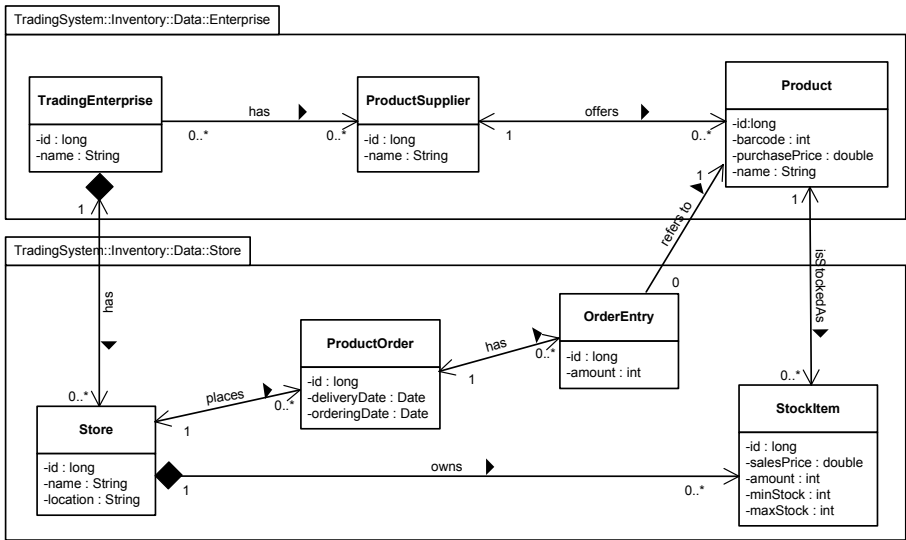 TradingSystem::Inventory::Data::Enterprise
TradingEnterprise
-id : long
-name : String
has
0..*
0..*
ProductSupplier
-id : long
-name : String
offers
1
0..*
Product
-id:long
-barcode : int
-purchasePrice : double
-name : String
1
1
1
refers to
isStockedAs
has
TradingSystem::Inventory::Data::Store
0..*
0
0..*
OrderEntry
-id : long
-amount : int
ProductOrder
-id : long
-deliveryDate : Date
-orderingDate : Date
has
1
0..*
places
1
0..*
Store
-id : long
-name : String
-location : String
owns
1
0..*
StockItem
-id : long
-salesPrice : double
-amount : int
-minStock : int
-maxStock : int